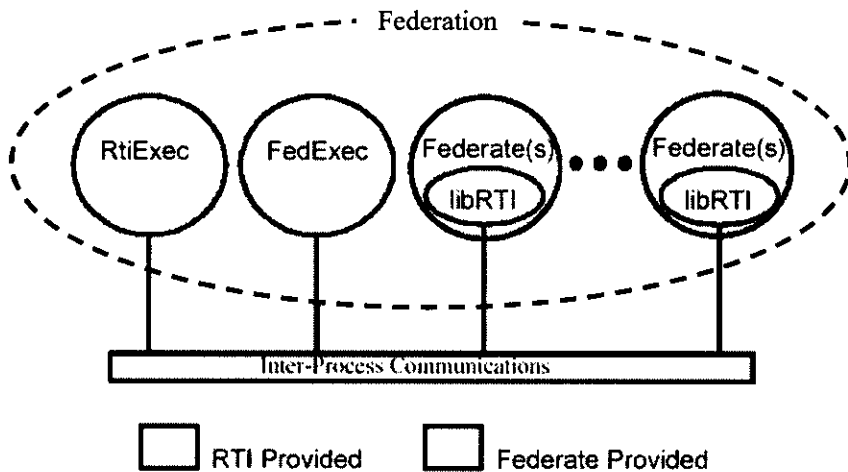 Federation
RtiExec
FedExec
Federate(s)
Federate(s)
libRTI
libRTI
Inter-Process Communications
RTI Provided
Federate Provided